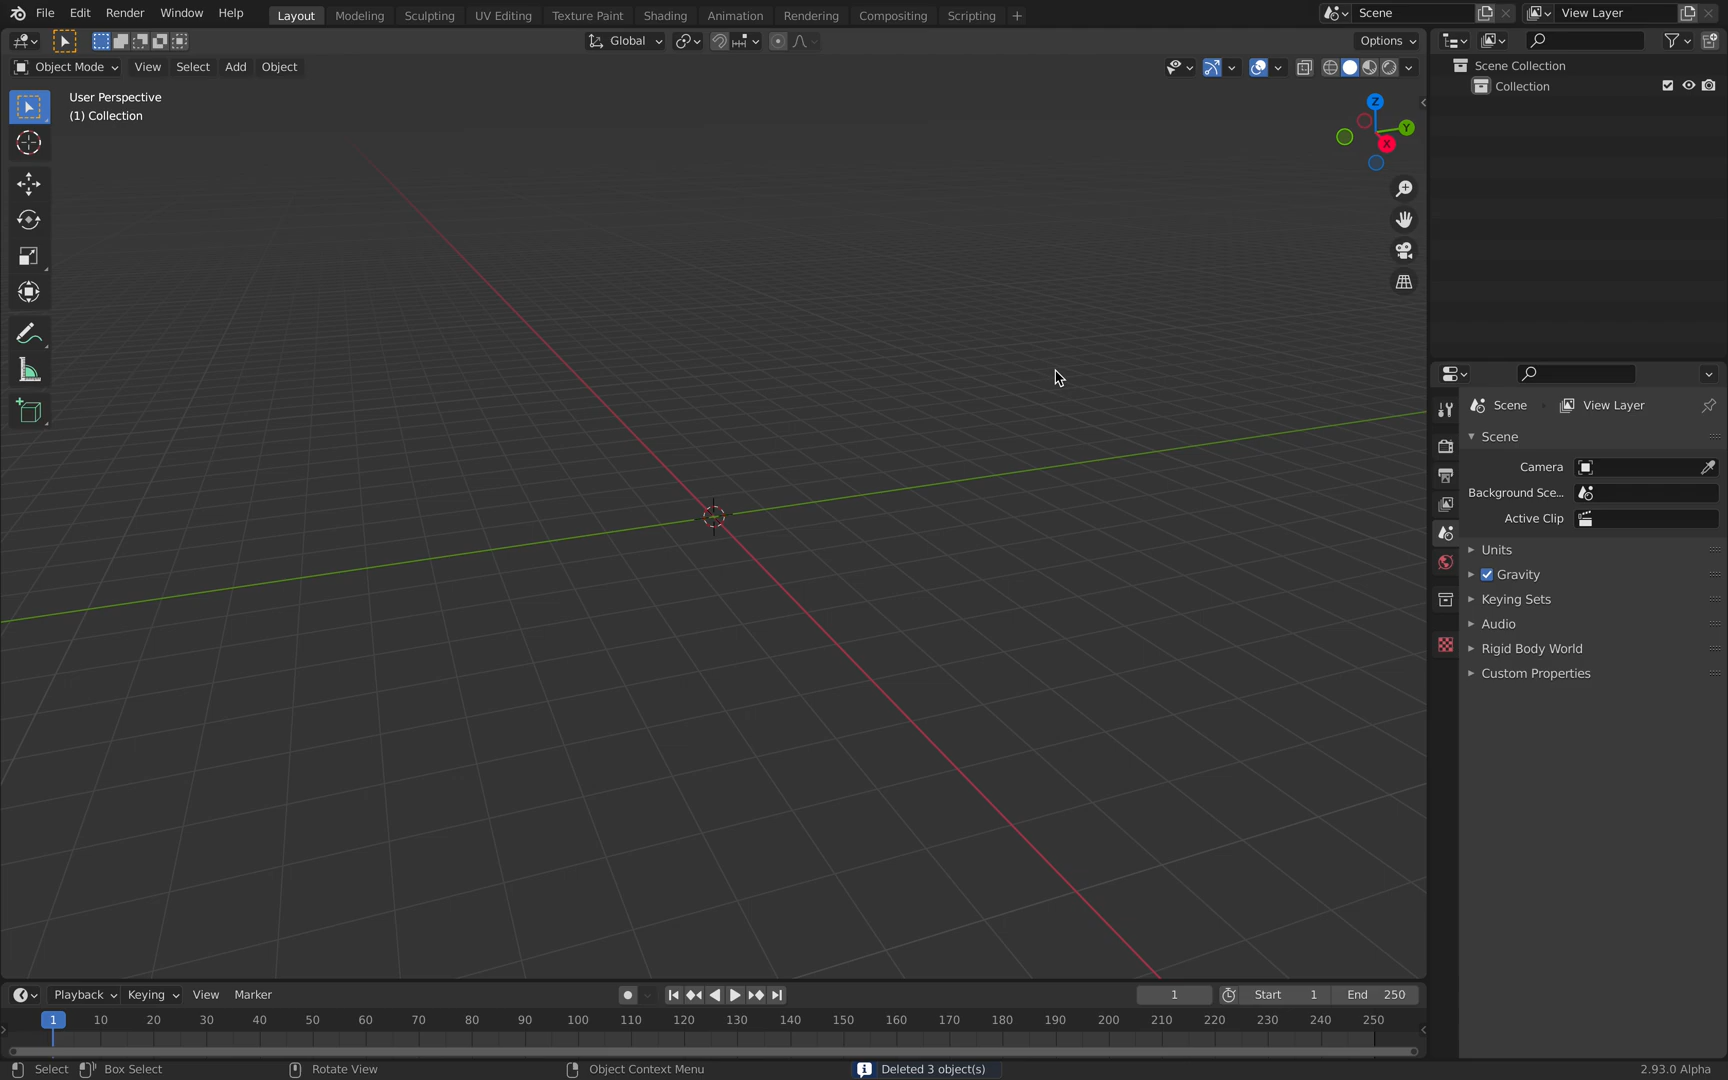 File Edit Render Window Help Layout Modeling Sculpting UV Editing Texture Paint Shading Animation Rendering Compositing Scripting + Scene View Layer
Global Options
Object Mode View Select Add Object
User Perspective
(1) Collection
Z
Y
X
Scene Collection
Collection
Scene View Layer
Scene
Camera
Background Sce...
Active Clip
Units
Gravity
Keying Sets
Audio
Rigid Body World
Custom Properties
Playback Keying View Marker 1 Start 1 End 250
1 10 20 30 40 50 60 70 80 90 100 110 120 130 140 150 160 170 180 190 200 210 220 230 240 250
Select Box Select Rotate View Object Context Menu Deleted 3 object(s) 2.93.0 Alpha